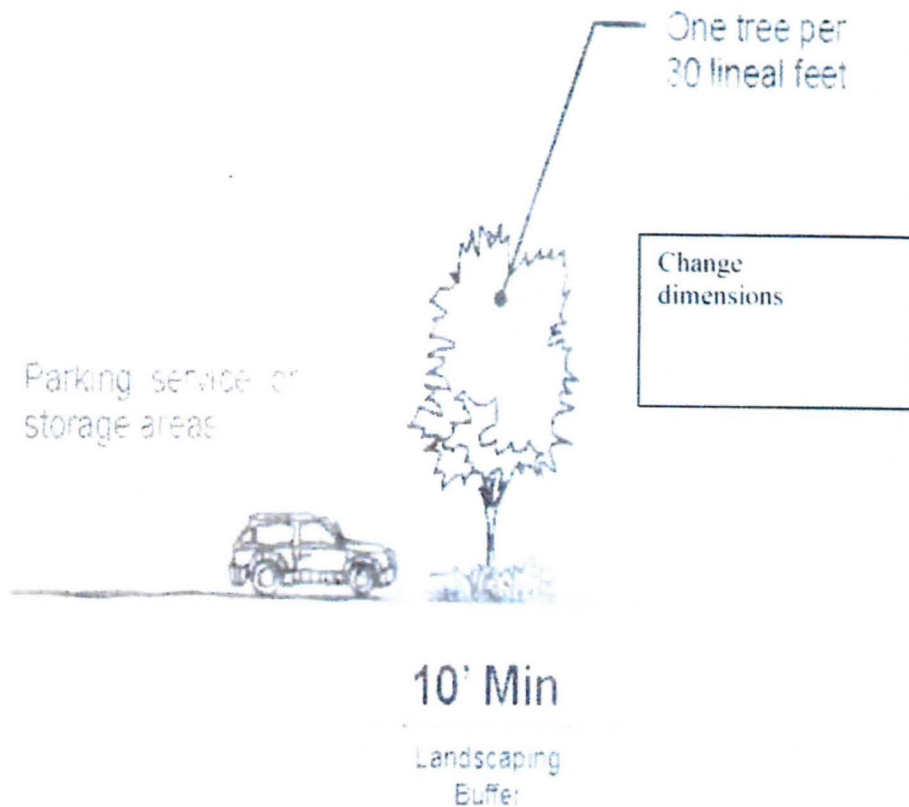 One tree per
30 lineal feet
Change
dimensions
Parking service or
storage areas
10' Min
Landscaping
Buffer